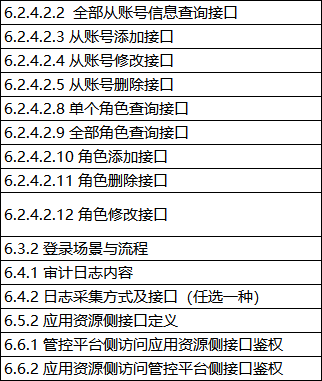 6.2.4.2.2  全部从账号信息查询接口
6.2.4.2.3 从账号添加接口
6.2.4.2.4 从账号修改接口
6.2.4.2.5 从账号删除接口
6.2.4.2.8 单个角色查询接口
6.2.4.2.9 全部角色查询接口
6.2.4.2.10 角色添加接口
6.2.4.2.11 角色删除接口
6.2.4.2.12 角色修改接口
6.3.2 登录场景与流程
6.4.1 审计日志内容
6.4.2 日志采集方式及接口（任选一种）
6.5.2 应用资源侧接口定义
6.6.1 管控平台侧访问应用资源侧接口鉴权
6.6.2 应用资源侧访问管控平台侧接口鉴权